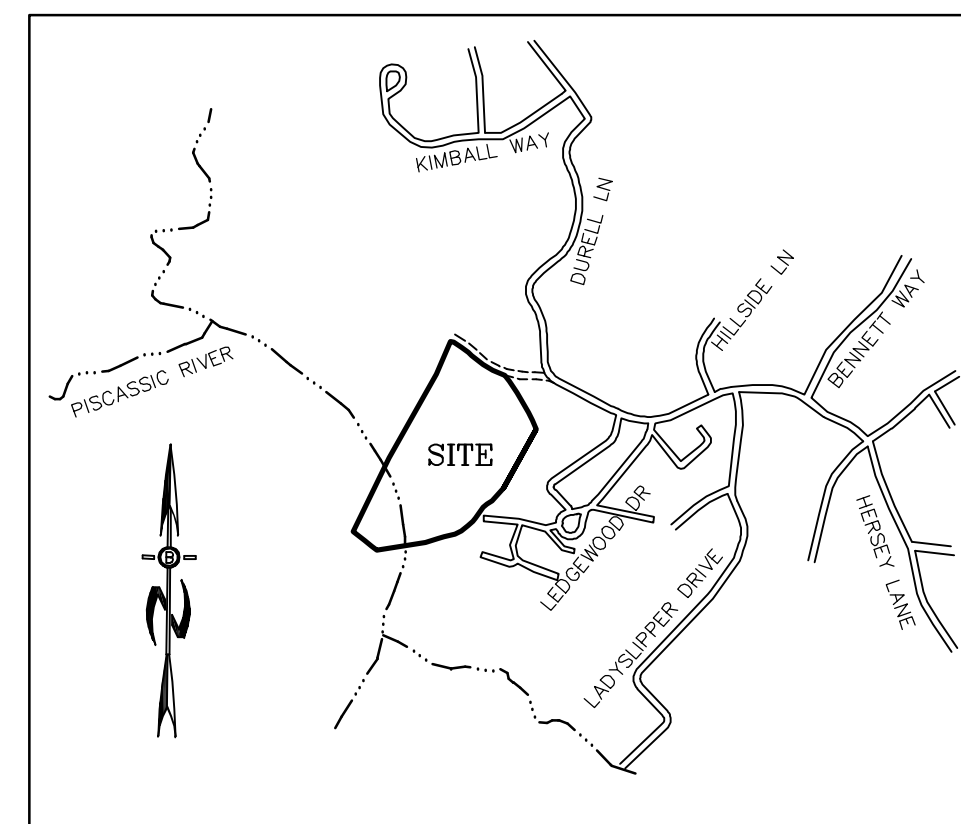 KIMBALL WAY
DURELL LN
HILLSIDE LN
BENNETT WAY
PISCASSIC RIVER
SITE
B
LEDGEWOOD DR
HERSEY LANE
LADYSLIPPER DRIVE